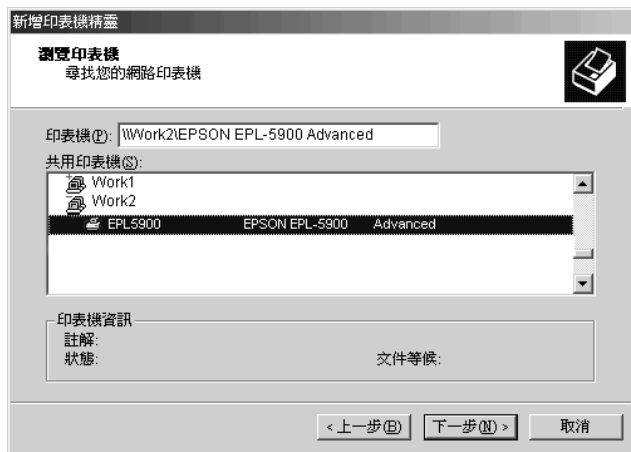 新增印表機精靈
瀏覽印表機
尋找您的網路印表機
印表機(P): \\Work2\EPSON EPL-5900 Advanced
共用印表機(S):
Work1
Work2
EPL5900 EPSON EPL-5900 Advanced
印表機資訊
註解:
狀態: 文件等候:
<上一步(B) 下一步(N)> 取消